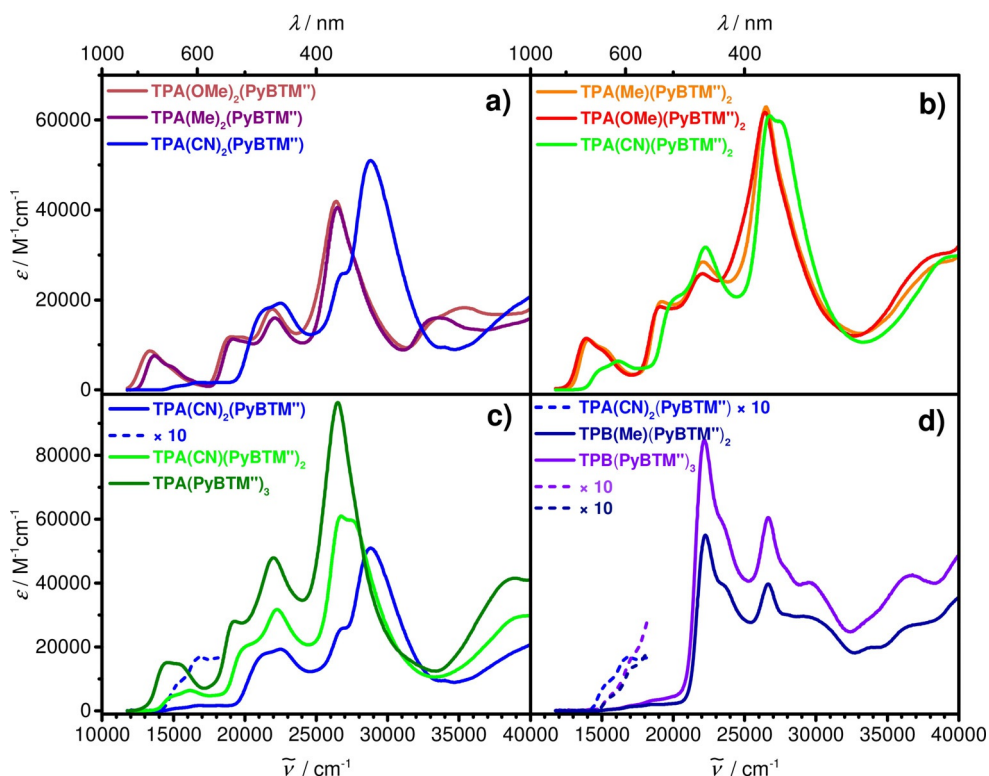 λ / nm
λ / nm
1000 600 400
1000 600 400
TPA(OMe)₂(PyBTM'')
TPA(Me)₂(PyBTM'')
TPA(CN)₂(PyBTM'')
a)
TPA(Me)(PyBTM'')₂
TPA(OMe)(PyBTM'')₂
TPA(CN)(PyBTM'')₂
b)
60000
40000
20000
0
ε / M⁻¹cm⁻¹
TPA(CN)₂(PyBTM'')
× 10
TPA(CN)(PyBTM'')₂
TPA(PyBTM'')₃
c)
TPA(CN)₂(PyBTM'') × 10
TPB(Me)(PyBTM'')₂
TPB(PyBTM'')₃
× 10
× 10
d)
80000
60000
40000
20000
0
ε / M⁻¹cm⁻¹
10000 15000 20000 25000 30000 35000 40000
15000 20000 25000 30000 35000 40000
ν̃ / cm⁻¹
ν̃ / cm⁻¹